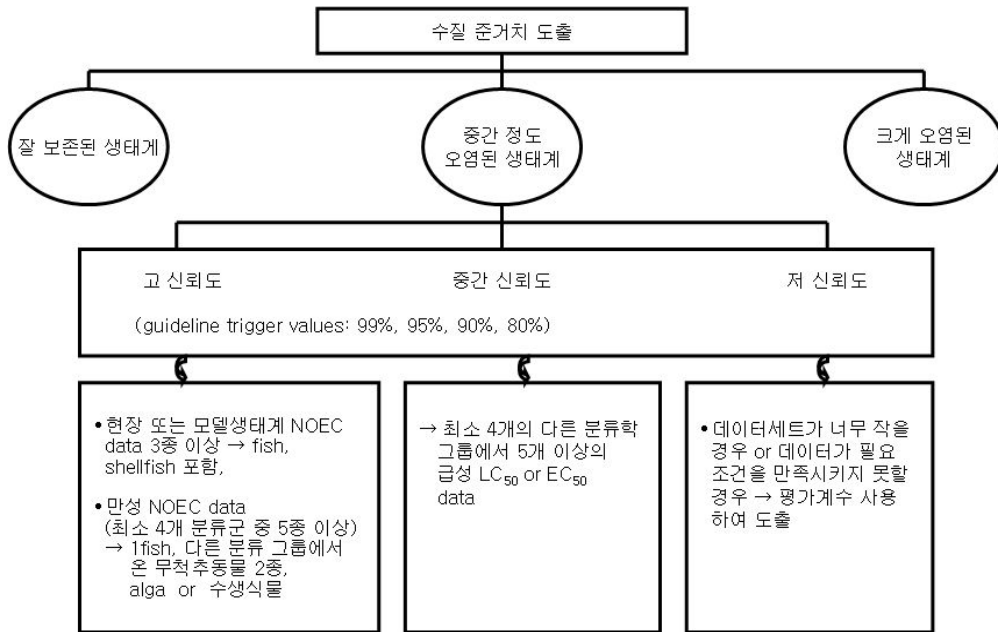 수질 준거치 도출
잘 보존된 생태게
중간 정도
오염된 생태계
크게 오염된
생태계
고 신뢰도
중간 신뢰도
저 신뢰도
(guideline trigger values: 99%, 95%, 90%, 80%)
• 현장 또는 모델생태계 NOEC
data 3종 이상 → fish,
shellfish 포함,
• 만성 NOEC data
(최소 4개 분류군 중 5종 이상)
→ 1fish, 다른 분류 그룹에서
온 무척추동물 2종,
alga or 수생식물
→ 최소 4개의 다른 분류학
그룹에서 5개 이상의
급성 LC₅₀ or EC₅₀
data
• 데이터세트가 너무 작을
경우 or 데이터가 필요
조건을 만족시키지 못할
경우 → 평가계수 사용
하여 도출